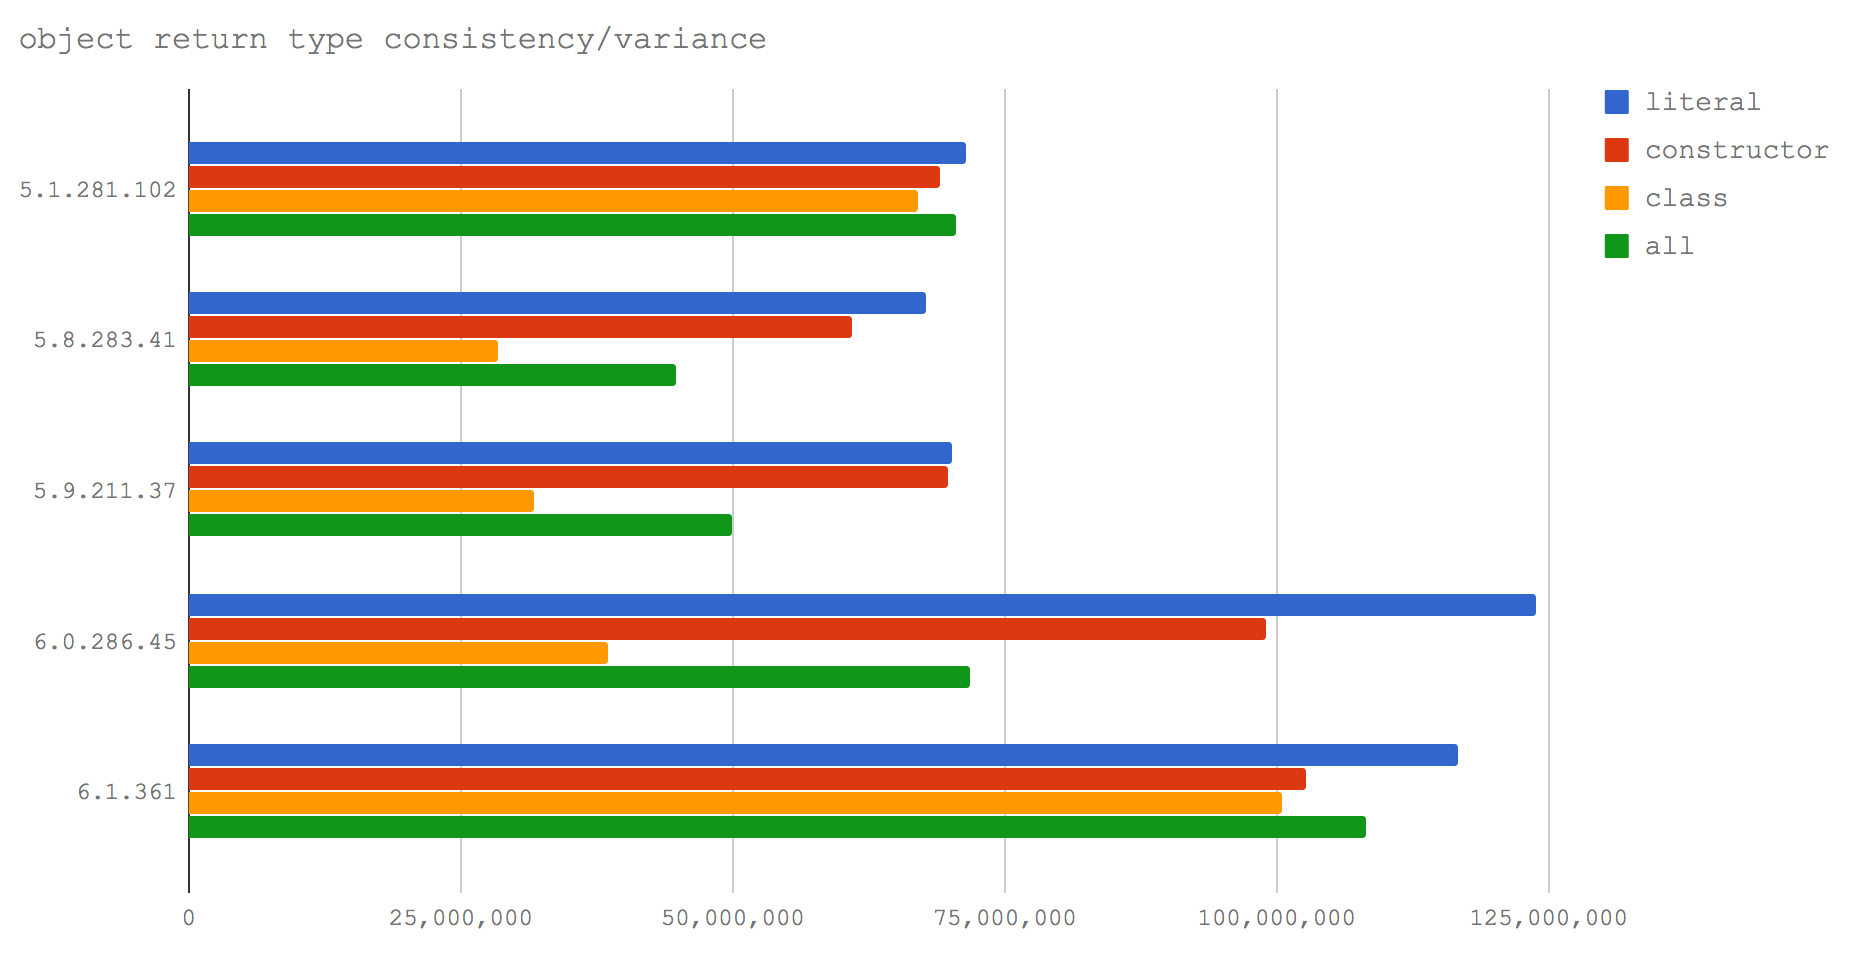 object return type consistency/variance
literal
constructor
class
all
5.1.281.102
5.8.283.41
5.9.211.37
6.0.286.45
6.1.361
0 25,000,000 50,000,000 75,000,000 100,000,000 125,000,000